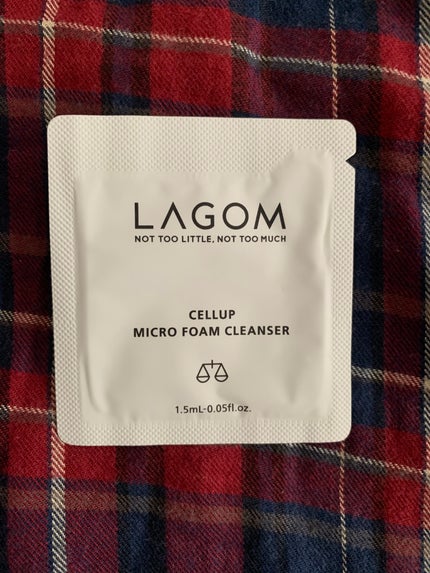 LAGOM
NOT TOO LITTLE, NOT TOO MUCH
CELLUP
MICRO FOAM CLEANSER
1.5mL-0.05fl.oz.